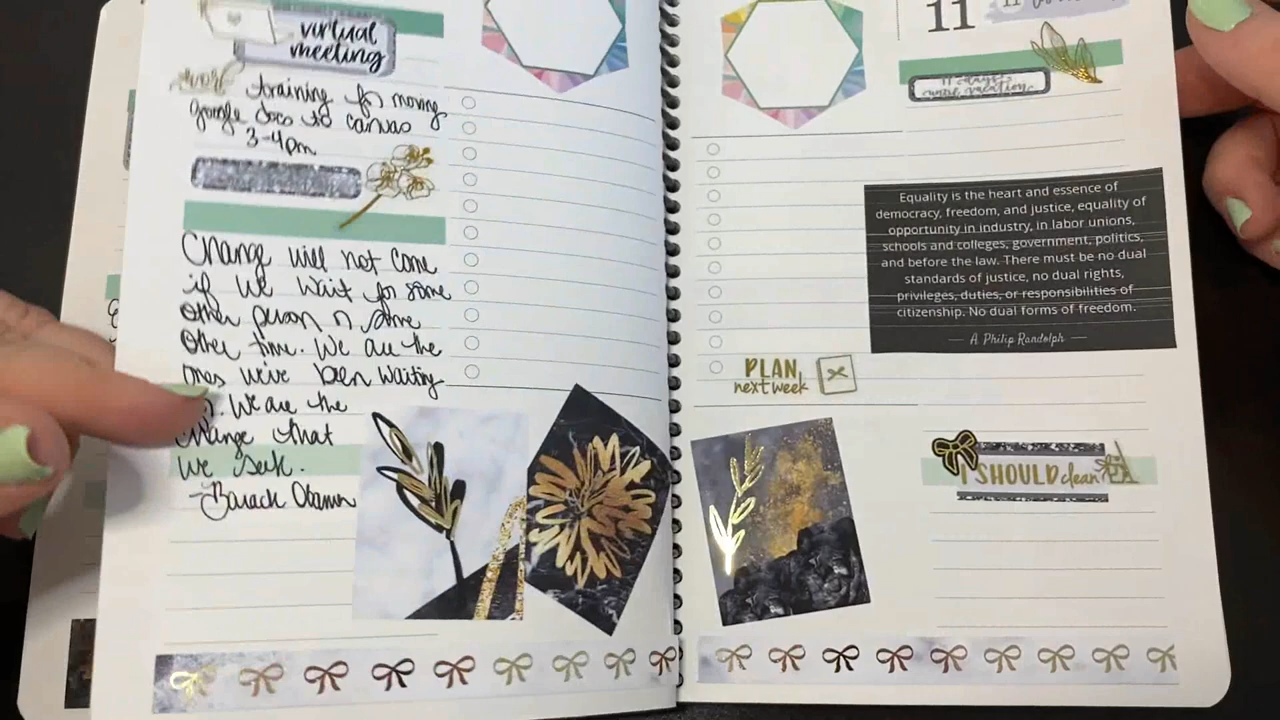 virtual
meeting
work training for moving
google docs to canvas
3-4pm
Change will not come
if we wait for some
other person or some
other time. We are the
ones we've been waiting
We are the
change that
we seek.
-Barack Obama
11
11
more vacation
Equality is the heart and essence of
democracy, freedom, and justice, equality of
opportunity in industry, in labor unions,
schools and colleges, government, politics,
and before the law. There must be no dual
standards of justice, no dual rights,
privileges, duties, or responsibilities of
citizenship. No dual forms of freedom.
— A Philip Randolph —
PLAN
next week
I SHOULD clean